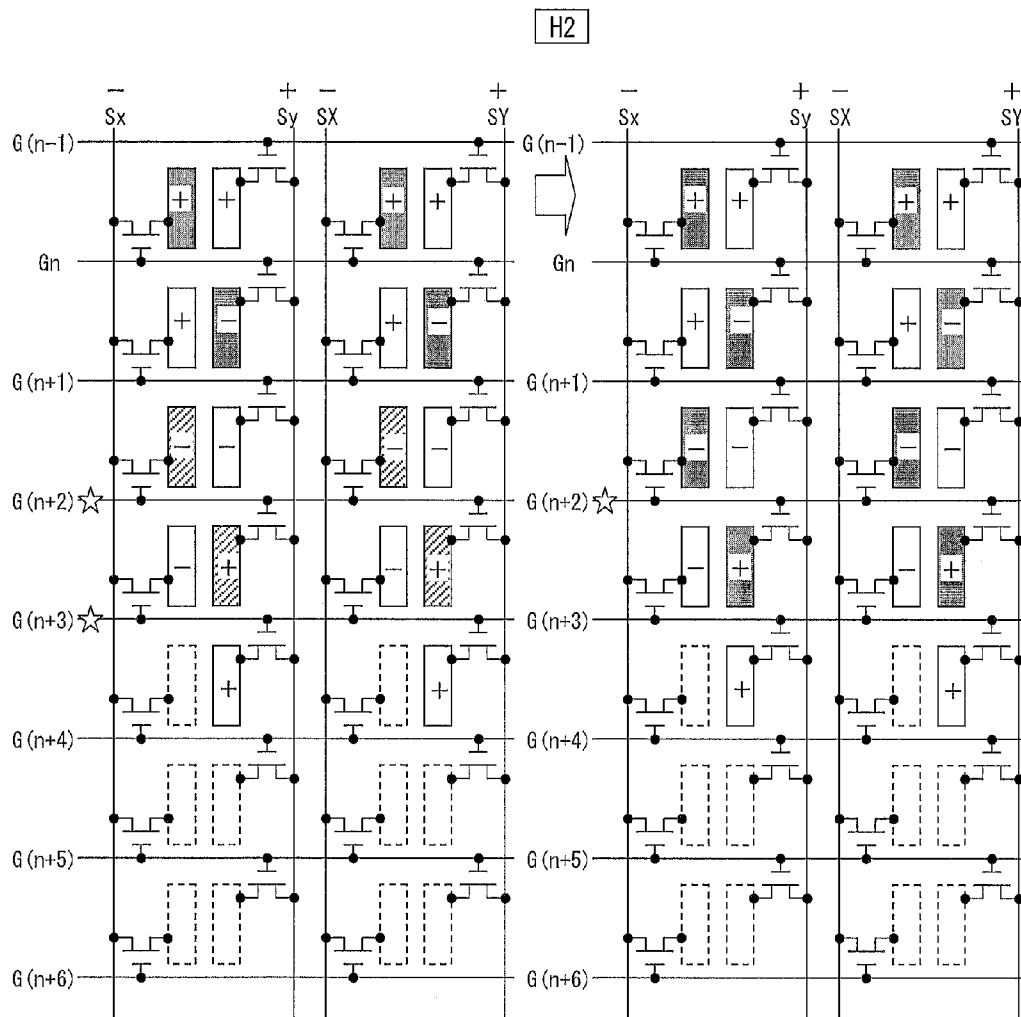 H2
− + − + − + − +
Sx Sy SX SY Sx Sy SX SY
G(n-1) G(n-1)
+ + + + + + + +
Gn Gn
+ − + − + − + −
G(n+1) G(n+1)
− − − − − − − −
G(n+2)☆ G(n+2)☆
− + − + − + − +
G(n+3)☆ G(n+3)
+ + + +
G(n+4) G(n+4)
G(n+5) G(n+5)
G(n+6) G(n+6)